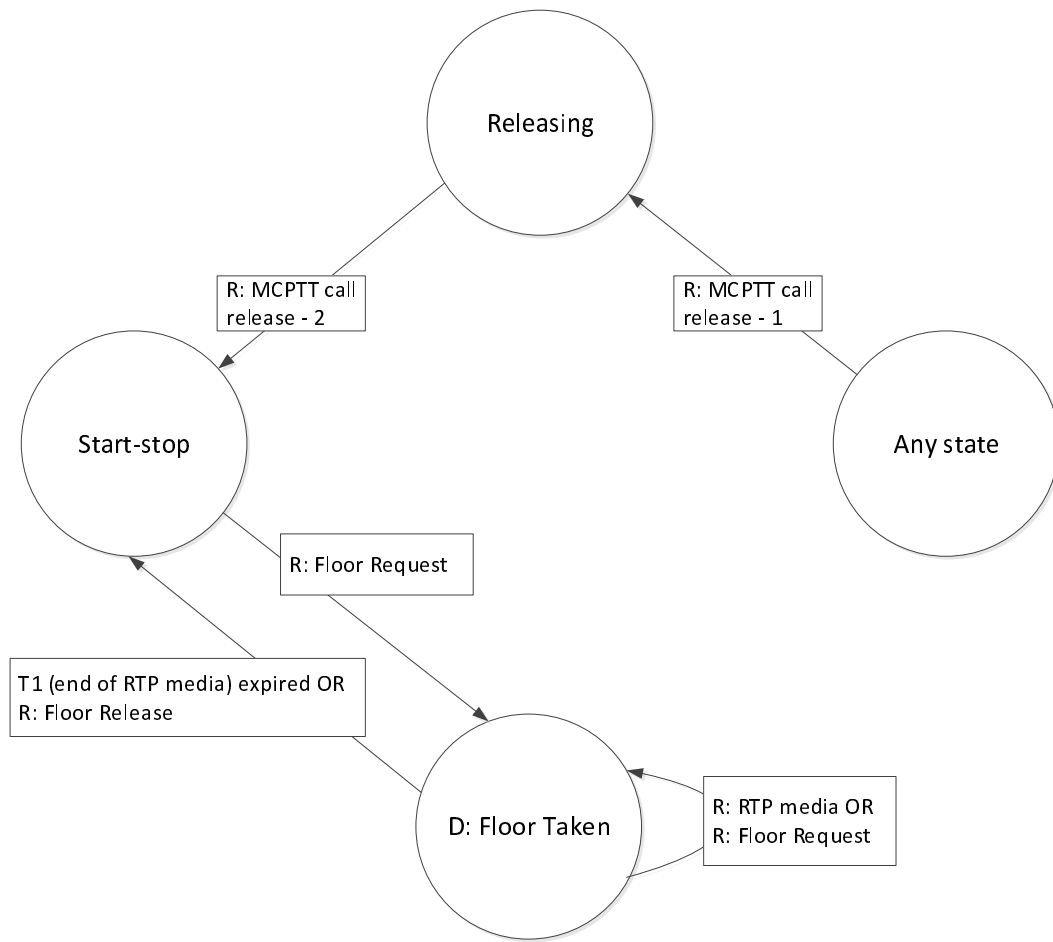 Releasing
R: MCPTT call
release - 2
R: MCPTT call
release - 1
Start-stop
Any state
R: Floor Request
T1 (end of RTP media) expired OR
R: Floor Release
D: Floor Taken
R: RTP media OR
R: Floor Request